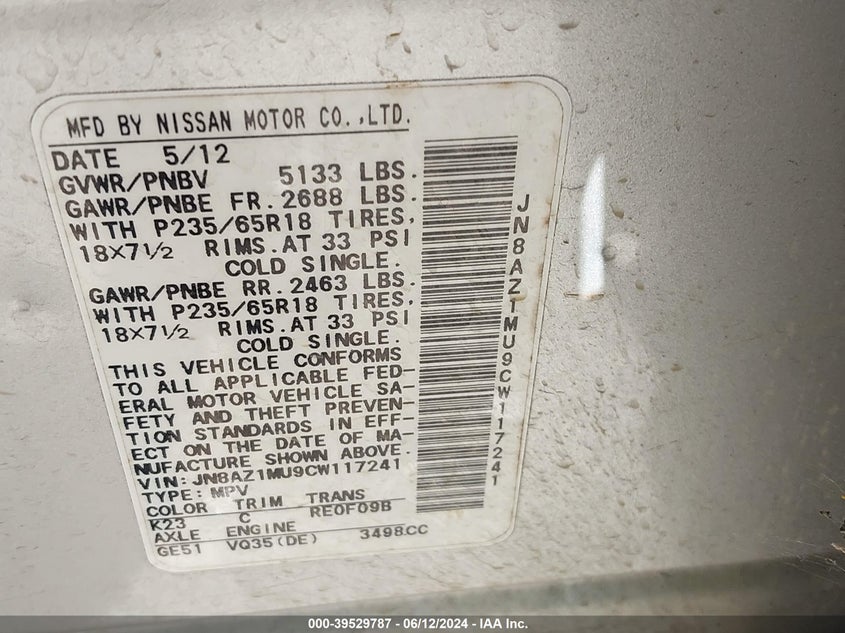 MFD BY NISSAN MOTOR CO.,LTD.
DATE 5/12
GVWR/PNBV 5133 LBS.
GAWR/PNBE FR. 2688 LBS.
WITH P235/65R18 TIRES,
18X7½ RIMS.AT 33 PSI
COLD SINGLE.
GAWR/PNBE RR. 2463 LBS.
WITH P235/65R18 TIRES,
18X7½ RIMS.AT 33 PSI
COLD SINGLE.
THIS VEHICLE CONFORMS
TO ALL APPLICABLE FED-
ERAL MOTOR VEHICLE SA-
FETY AND THEFT PREVEN-
TION STANDARDS IN EFF-
ECT ON THE DATE OF MA-
NUFACTURE SHOWN ABOVE.
VIN: JN8AZ1MU9CW117241
TYPE: MPV
COLOR TRIM TRANS
K23 C RE0F09B
AXLE ENGINE
GE51 VQ35(DE) 3498CC
JN8AZ1MU9CW117241
000-39529787 - 06/12/2024 - IAA Inc.